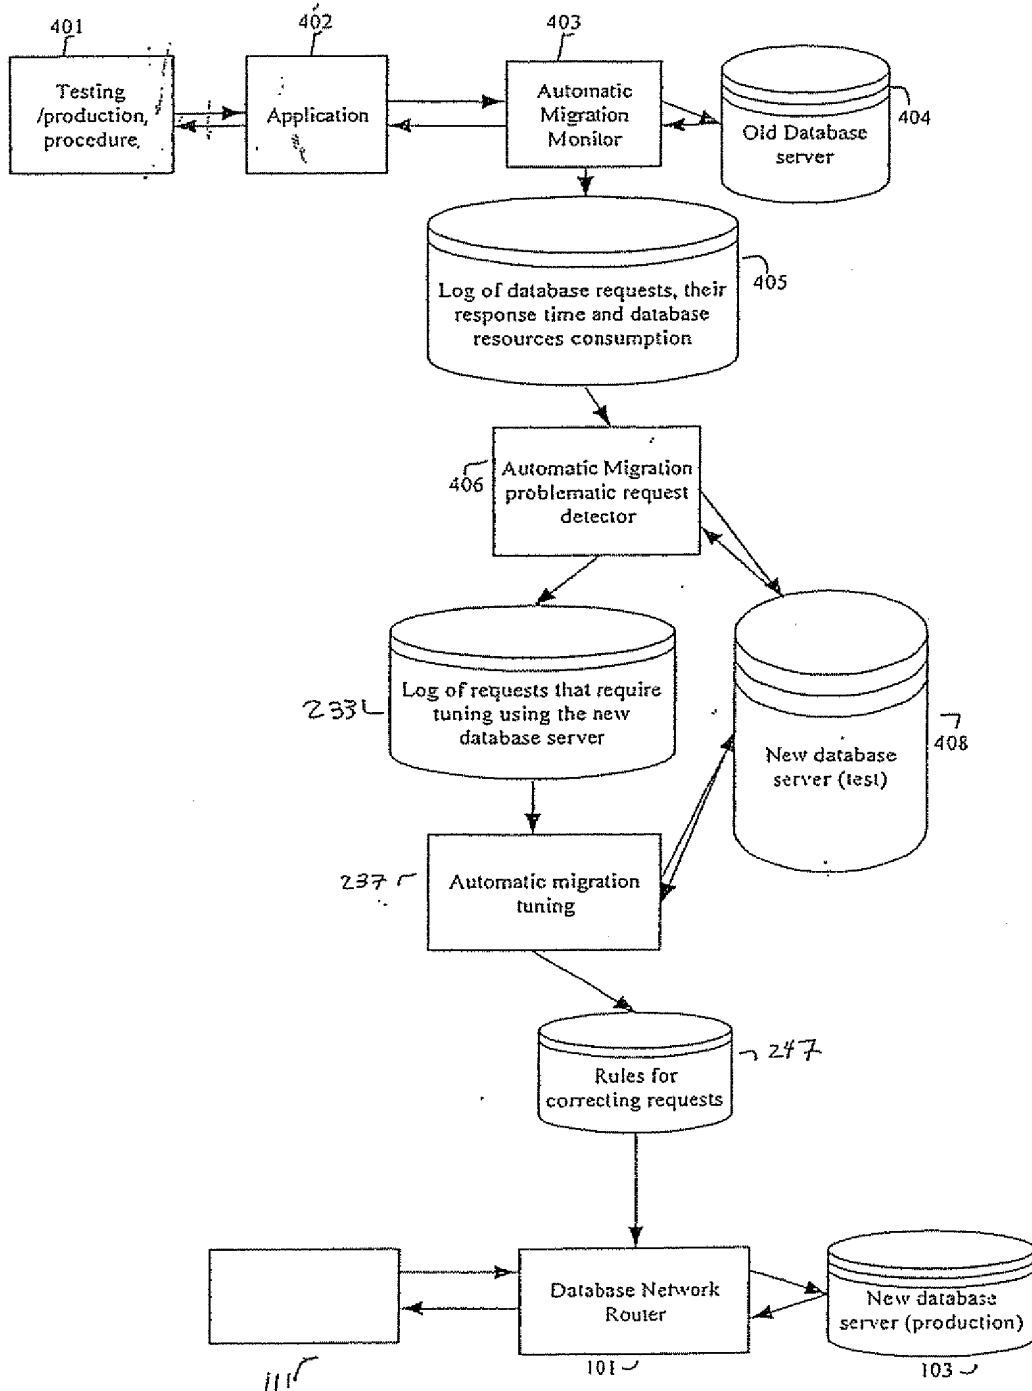 401
402
403
Testing
/production,
procedure,
Application
Automatic
Migration
Monitor
Old Database
server
404
Log of database requests, their
response time and database
resources consumption
405
406
Automatic Migration
problematic request
detector
233
Log of requests that require
tuning using the new
database server
New database
server (test)
408
237
Automatic migration
tuning
Rules for
correcting requests
247
Database Network
Router
New database
server (production)
111
101
103